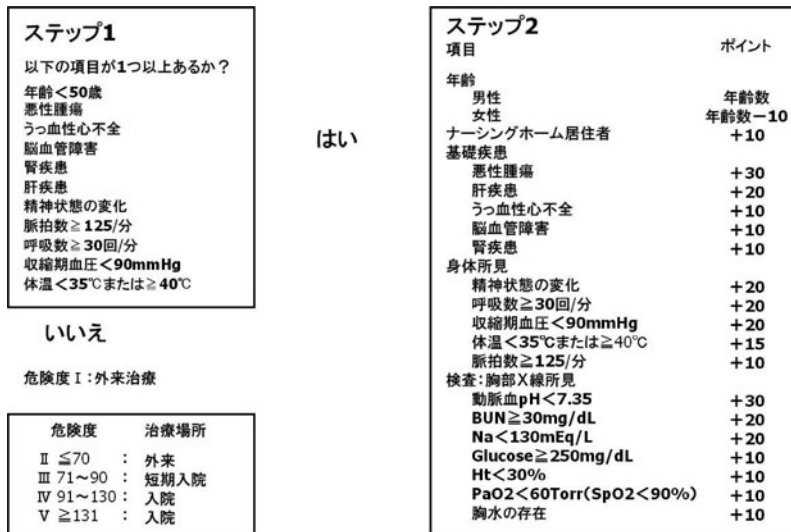 ステップ1
以下の項目が1つ以上あるか?
年齢<50歳
悪性腫瘍
うっ血性心不全
脳血管障害
腎疾患
肝疾患
精神状態の変化
脈拍数≧125/分
呼吸数≧30回/分
収縮期血圧<90mmHg
体温<35℃または≧40℃
はい
いいえ
危険度Ⅰ:外来治療
危険度 治療場所
Ⅱ ≦70 : 外来
Ⅲ 71~90 : 短期入院
Ⅳ 91~130 : 入院
Ⅴ ≧131 : 入院
ステップ2
項目 ポイント
年齢
男性 年齢数
女性 年齢数-10
ナーシングホーム居住者 +10
基礎疾患
悪性腫瘍 +30
肝疾患 +20
うっ血性心不全 +10
脳血管障害 +10
腎疾患 +10
身体所見
精神状態の変化 +20
呼吸数≧30回/分 +20
収縮期血圧<90mmHg +20
体温<35℃または≧40℃ +15
脈拍数≧125/分 +10
検査:胸部X線所見
動脈血pH<7.35 +30
BUN≧30mg/dL +20
Na<130mEq/L +20
Glucose≧250mg/dL +10
Ht<30% +10
PaO2<60Torr(SpO2<90%) +10
胸水の存在 +10